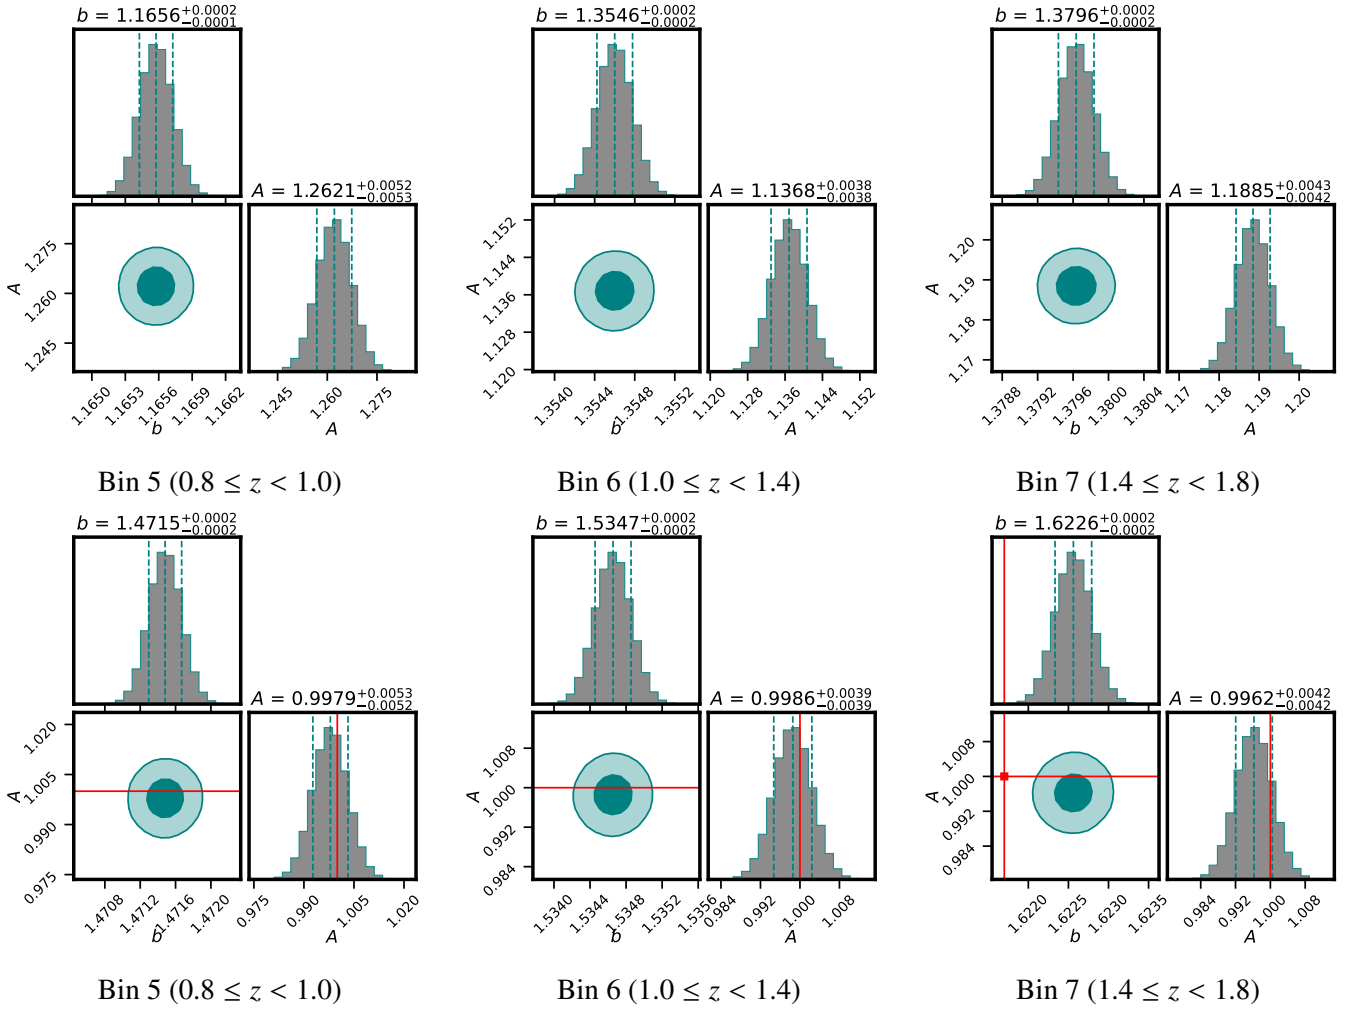 b = 1.1656 +0.0002 −0.0001
b = 1.3546 +0.0002 −0.0002
b = 1.3796 +0.0002 −0.0002
A = 1.2621 +0.0052 −0.0053
A = 1.1368 +0.0038 −0.0038
A = 1.1885 +0.0043 −0.0042
A
1.275
1.260
1.245
1.1650 1.1653 1.1656 1.1659 1.1662
b
1.245 1.260 1.275
A
A
1.152
1.144
1.136
1.128
1.120
1.3540 1.3544 1.3548 1.3552
b
1.120 1.128 1.136 1.144 1.152
A
A
1.20
1.19
1.18
1.17
1.3788 1.3792 1.3796 1.3800 1.3804
b
1.17 1.18 1.19 1.20
A
Bin 5 (0.8 ≤ z < 1.0)
Bin 6 (1.0 ≤ z < 1.4)
Bin 7 (1.4 ≤ z < 1.8)
b = 1.4715 +0.0002 −0.0002
b = 1.5347 +0.0002 −0.0002
b = 1.6226 +0.0002 −0.0002
A = 0.9979 +0.0053 −0.0052
A = 0.9986 +0.0039 −0.0039
A = 0.9962 +0.0042 −0.0042
A
1.020
1.005
0.990
0.975
1.4708 1.4712 1.4716 1.4720
b
0.975 0.990 1.005 1.020
A
A
1.008
1.000
0.992
0.984
1.5340 1.5344 1.5348 1.5352 1.5356
b
0.984 0.992 1.000 1.008
A
A
1.008
1.000
0.992
0.984
1.6220 1.6225 1.6230 1.6235
b
0.984 0.992 1.000 1.008
A
Bin 5 (0.8 ≤ z < 1.0)
Bin 6 (1.0 ≤ z < 1.4)
Bin 7 (1.4 ≤ z < 1.8)